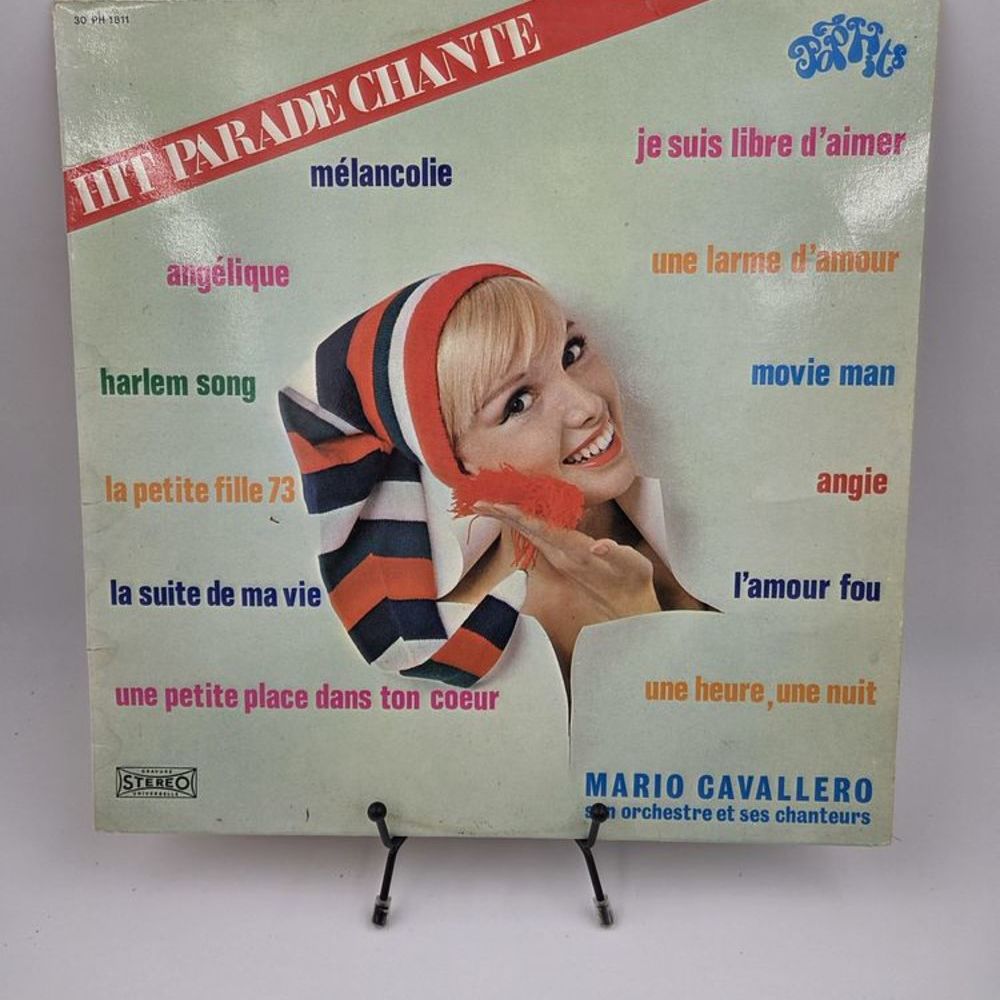 30 PH 1811
HIT PARADE CHANTE
POP Hits
mélancolie
je suis libre d'aimer
angélique
une larme d'amour
harlem song
movie man
la petite fille 73
angie
la suite de ma vie
l'amour fou
une petite place dans ton coeur
une heure, une nuit
GRAVURE
STEREO
UNIVERSELLE
MARIO CAVALLERO
son orchestre et ses chanteurs